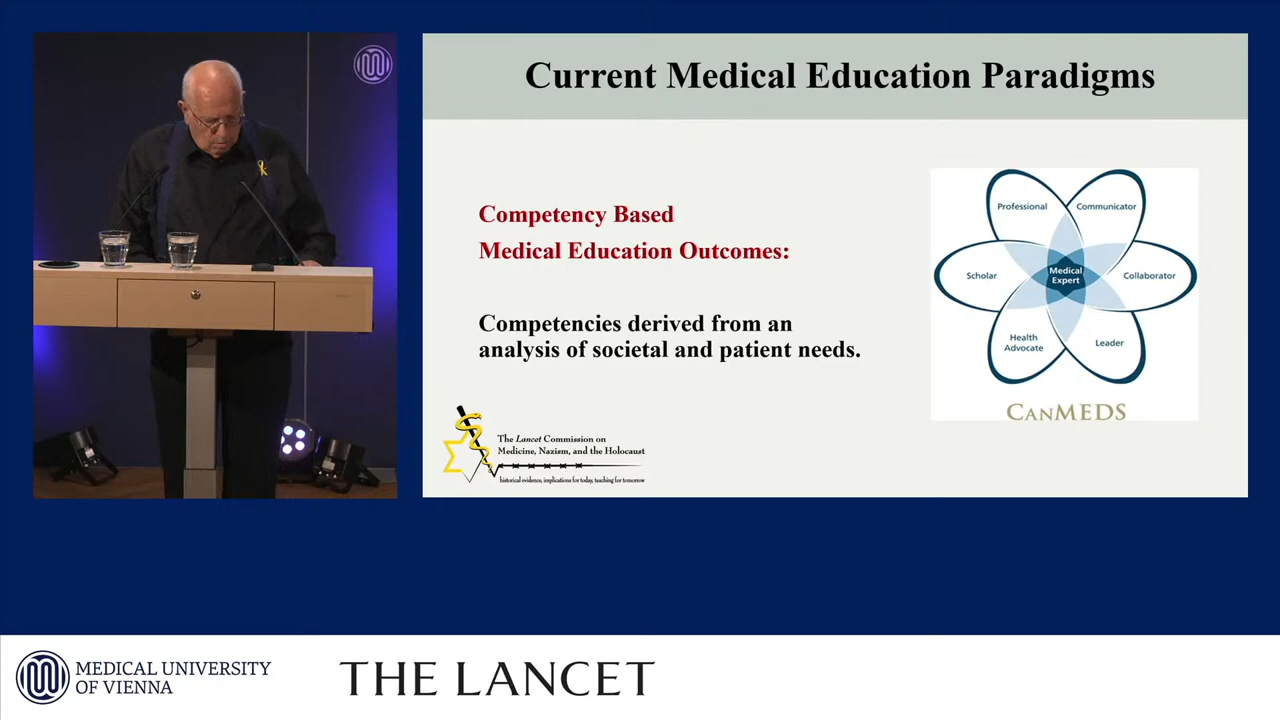 Current Medical Education Paradigms
Competency Based
Medical Education Outcomes:
Competencies derived from an
analysis of societal and patient needs.
Professional
Communicator
Scholar
Medical
Expert
Collaborator
Health
Advocate
Leader
CANMEDS
The Lancet Commission on
Medicine, Nazism, and the Holocaust
historical evidence, implications for today, teaching for tomorrow
MEDICAL UNIVERSITY
OF VIENNA
THE LANCET